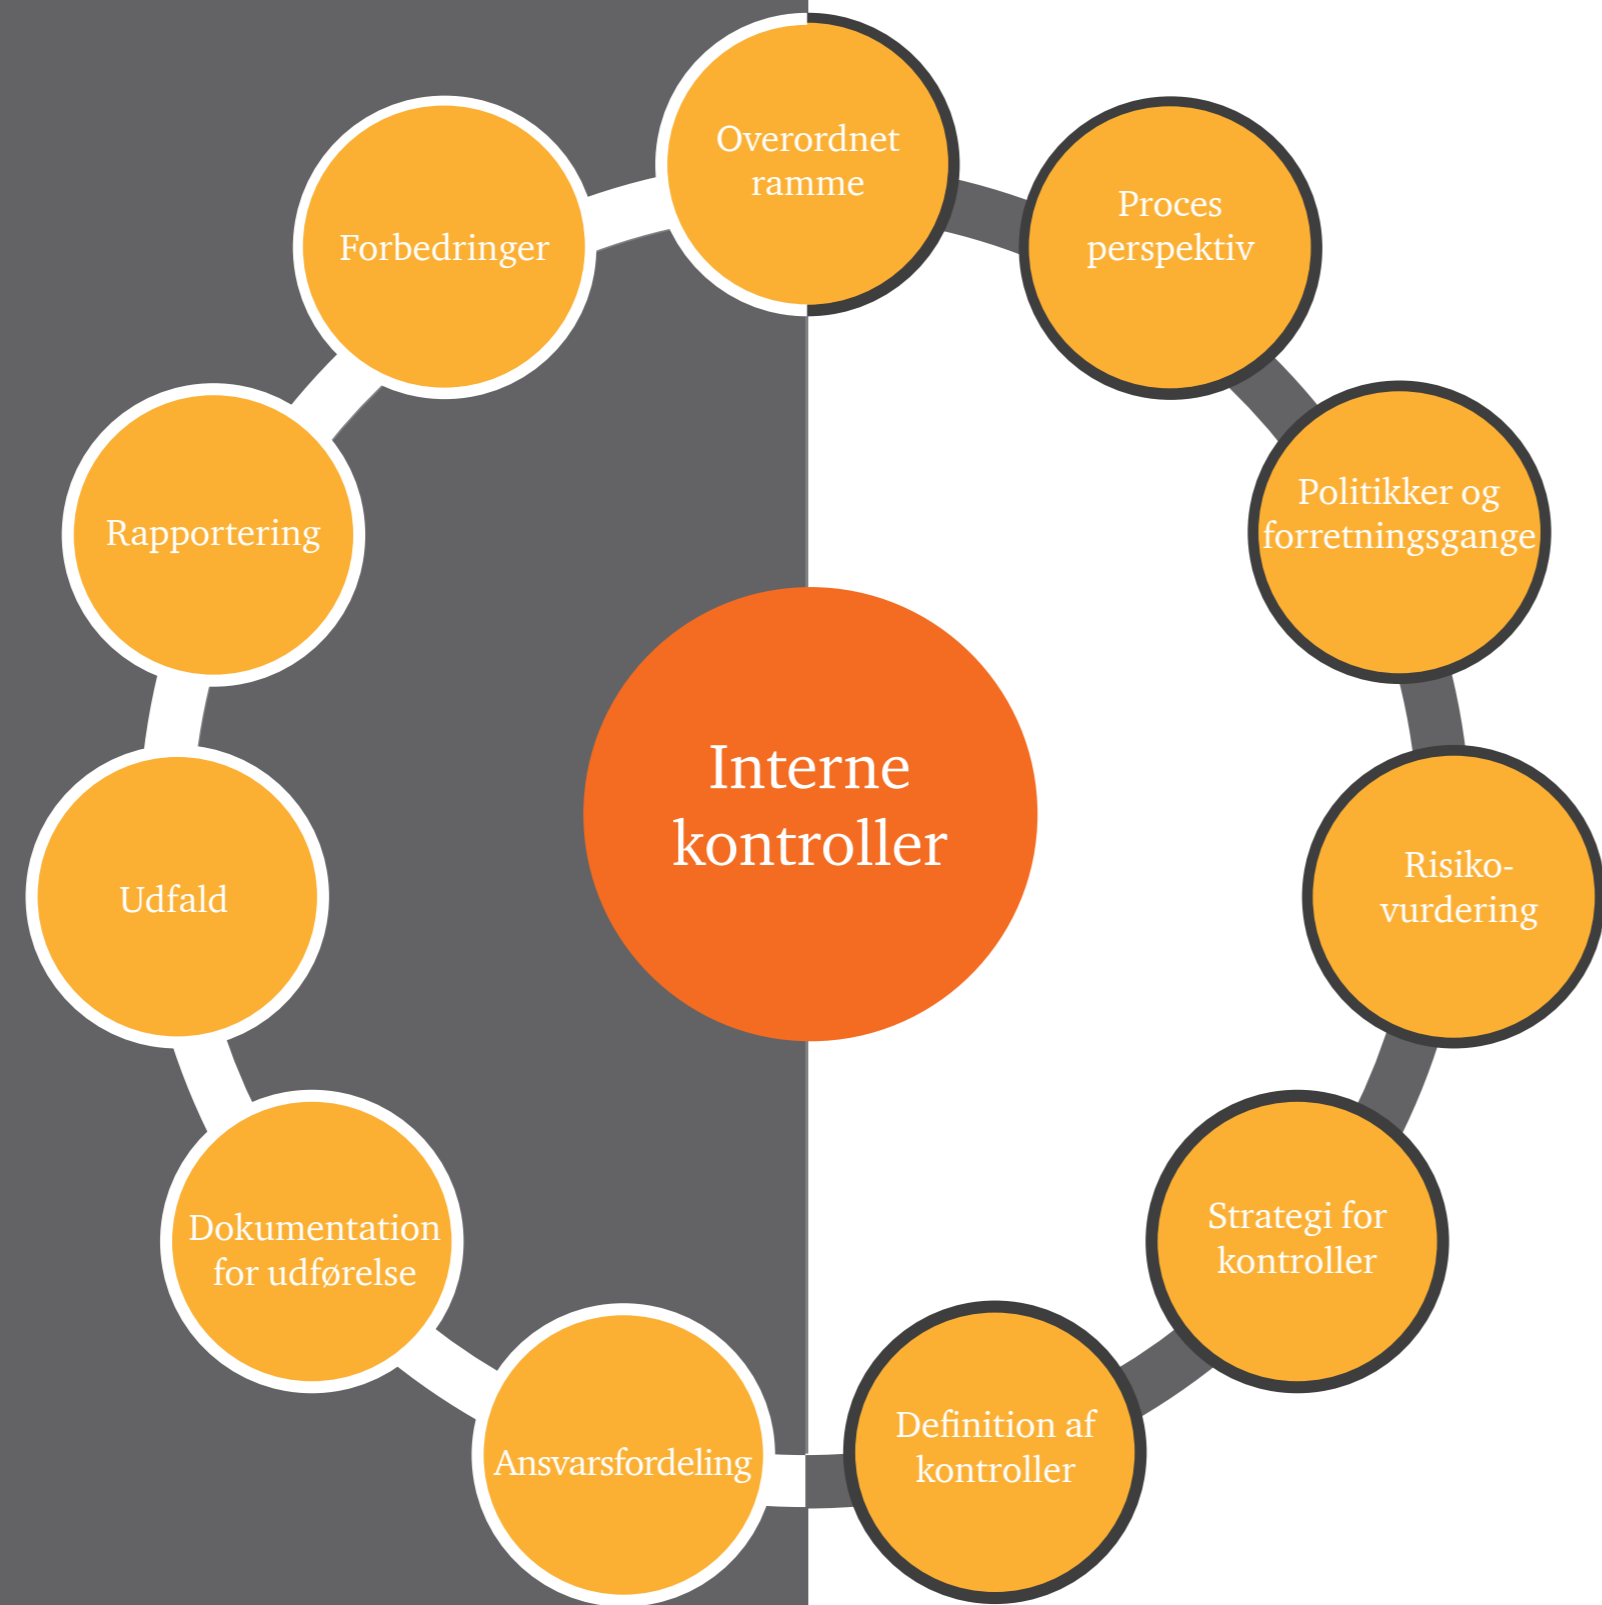 Overordnet
ramme
Proces
perspektiv
Politikker og
forretningsgange
Risiko-
vurdering
Strategi for
kontroller
Definition af
kontroller
Ansvarsfordeling
Dokumentation
for udførelse
Udfald
Rapportering
Forbedringer
Interne
kontroller